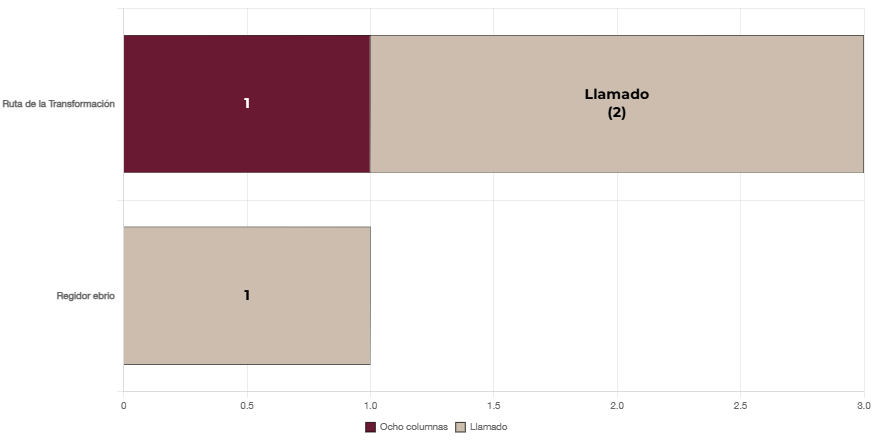 Ruta de la Transformación
1
Llamado
(2)
Regidor ebrio
1
0 0.5 1.0 1.5 2.0 2.5 3.0
Ocho columnas Llamado